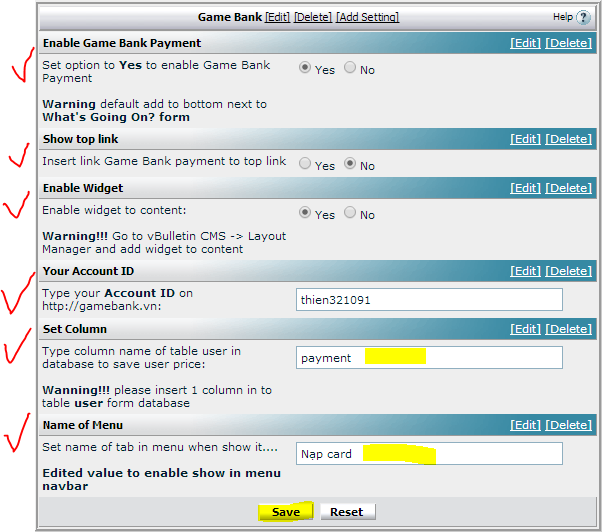 Game Bank [Edit] [Delete] [Add Setting] Help ?
Enable Game Bank Payment [Edit] [Delete]
Set option to Yes to enable Game Bank Yes No
Payment
Warning default add to bottom next to
What's Going On? form
Show top link [Edit] [Delete]
Insert link Game Bank payment to top link Yes No
Enable Widget [Edit] [Delete]
Enable widget to content: Yes No
Warning!!! Go to vBulletin CMS -> Layout
Manager and add widget to content
Your Account ID [Edit] [Delete]
Type your Account ID on thien321091
http://gamebank.vn:
Set Column [Edit] [Delete]
Type column name of table user in payment
database to save user price:
Wanning!!! please insert 1 column in to
table user form database
Name of Menu [Edit] [Delete]
Set name of tab in menu when show it.... Nạp card
Edited value to enable show in menu
navbar
Save Reset